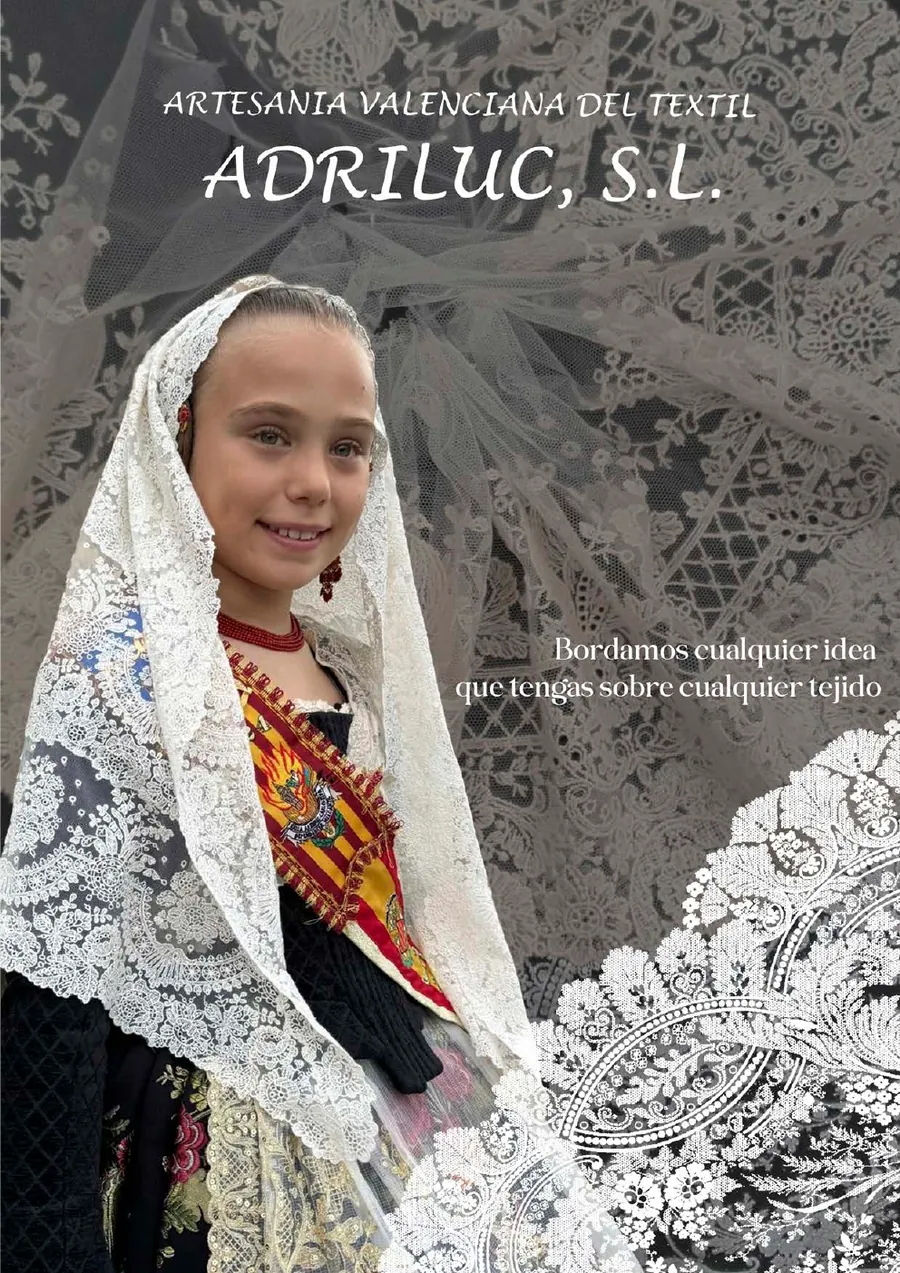 ARTESANIA VALENCIANA DEL TEXTIL
ADRILUC, S.L.
Bordamos cualquier idea
que tengas sobre cualquier tejido